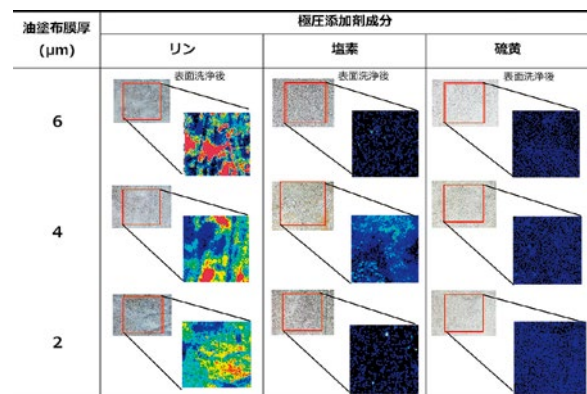 極圧添加剤成分
油塗布膜厚
(μm)
リン
塩素
硫黄
表面洗浄後
表面洗浄後
表面洗浄後
6
4
2